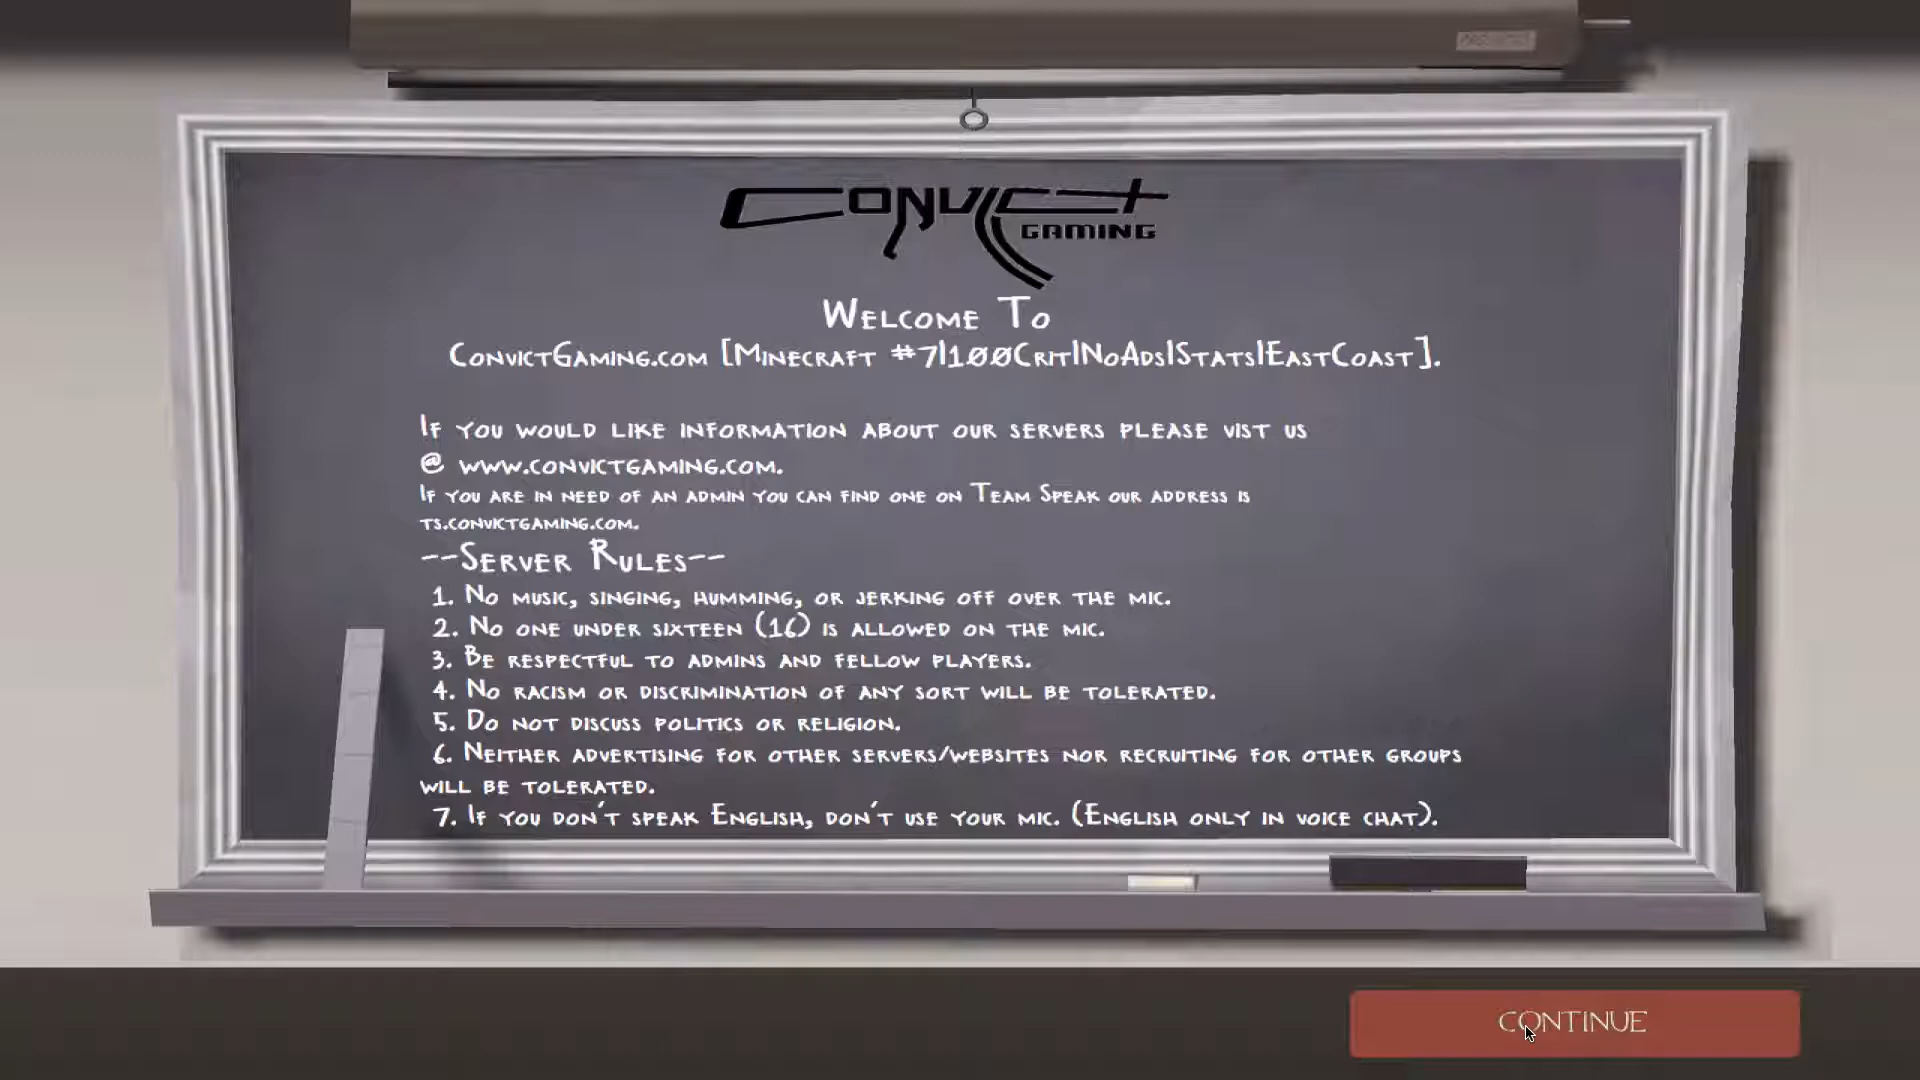 CONVICT
GAMING
Welcome To
ConvictGaming.com [Minecraft #7|100Crit|NoAds|Stats|EastCoast].
If you would like information about our servers please vist us
@ www.convictgaming.com.
If you are in need of an admin you can find one on Team Speak our address is
ts.convictgaming.com.
--Server Rules--
1. No music, singing, humming, or jerking off over the mic.
2. No one under sixteen (16) is allowed on the mic.
3. Be respectful to admins and fellow players.
4. No racism or discrimination of any sort will be tolerated.
5. Do not discuss politics or religion.
6. Neither advertising for other servers/websites nor recruiting for other groups
will be tolerated.
7. If you don't speak English, don't use your mic. (English only in voice chat).
CONTINUE